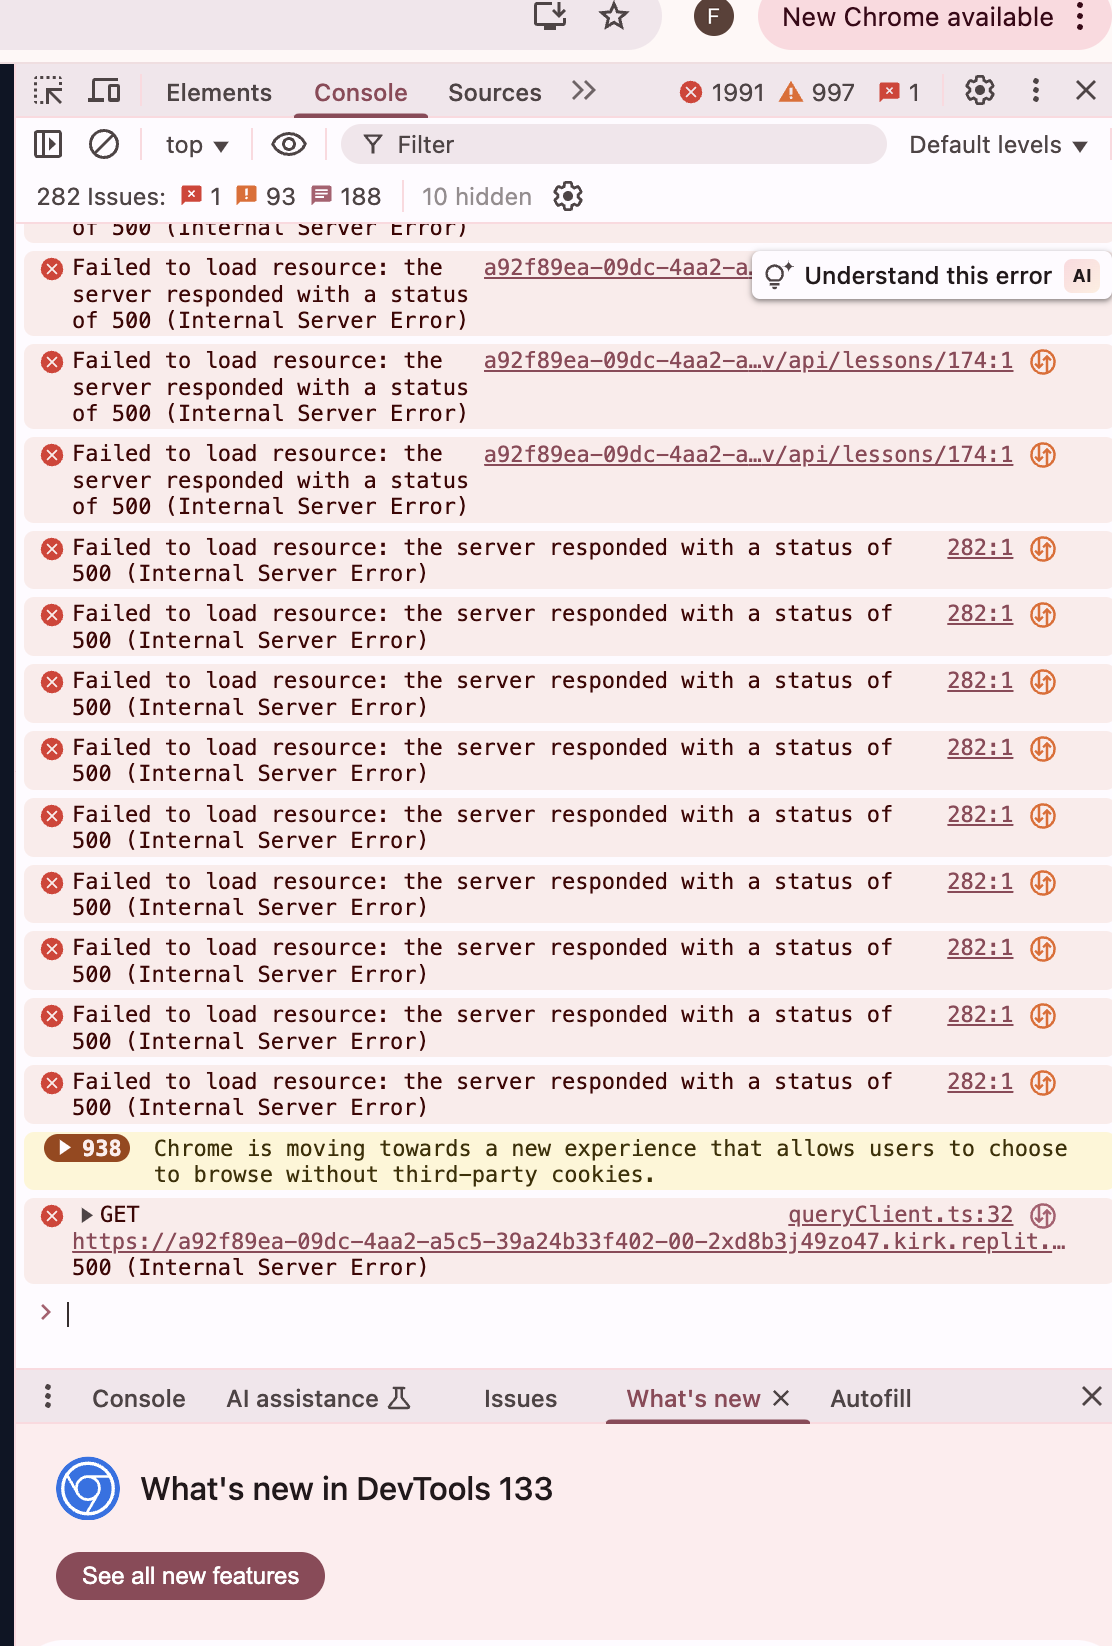 F
New Chrome available
Elements
Console
Sources
1991
997
1
top
Filter
Default levels
282 Issues:
1
93
188
10 hidden
of 500 (Internal Server Error)
Failed to load resource: the
server responded with a status
of 500 (Internal Server Error)
a92f89ea-09dc-4aa2-a
Understand this error
AI
Failed to load resource: the
server responded with a status
of 500 (Internal Server Error)
a92f89ea-09dc-4aa2-a…v/api/lessons/174:1
Failed to load resource: the
server responded with a status
of 500 (Internal Server Error)
a92f89ea-09dc-4aa2-a…v/api/lessons/174:1
Failed to load resource: the server responded with a status of
500 (Internal Server Error)
282:1
Failed to load resource: the server responded with a status of
500 (Internal Server Error)
282:1
Failed to load resource: the server responded with a status of
500 (Internal Server Error)
282:1
Failed to load resource: the server responded with a status of
500 (Internal Server Error)
282:1
Failed to load resource: the server responded with a status of
500 (Internal Server Error)
282:1
Failed to load resource: the server responded with a status of
500 (Internal Server Error)
282:1
Failed to load resource: the server responded with a status of
500 (Internal Server Error)
282:1
Failed to load resource: the server responded with a status of
500 (Internal Server Error)
282:1
Failed to load resource: the server responded with a status of
500 (Internal Server Error)
282:1
938
Chrome is moving towards a new experience that allows users to choose
to browse without third-party cookies.
GET
queryClient.ts:32
https://a92f89ea-09dc-4aa2-a5c5-39a24b33f402-00-2xd8b3j49zo47.kirk.replit.…
500 (Internal Server Error)
Console
AI assistance
Issues
What's new
Autofill
What's new in DevTools 133
See all new features